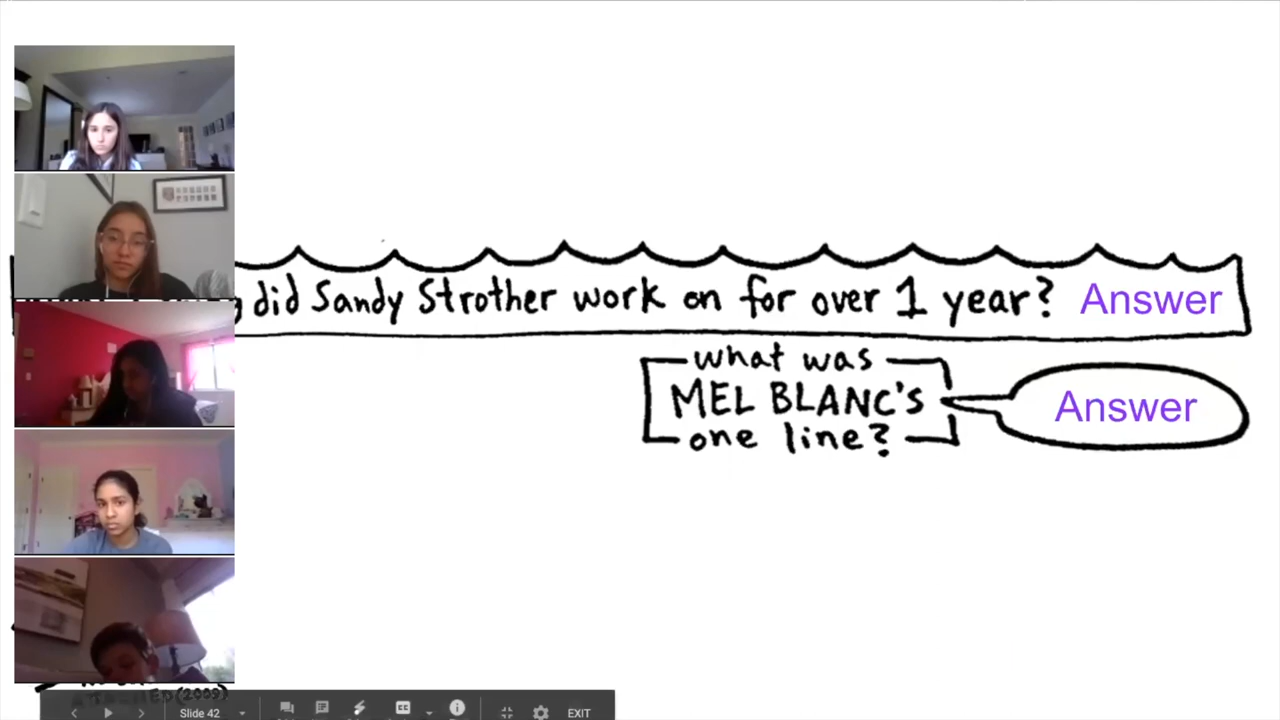 did Sandy Strother work on for over 1 year? Answer
what was
MEL BLANC'S
one line?
Answer
(2009)
Slide 42
EXIT